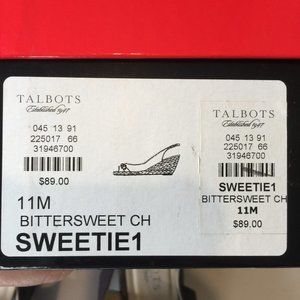 TALBOTS
Established 1947
045 13 91
225017 66
31946700
$89.00
11M
BITTERSWEET CH
SWEETIE1
TALBOTS
Established 1947
045 13 91
225017 66
31946700
SWEETIE1
BITTERSWEET CH
11M
$89.00